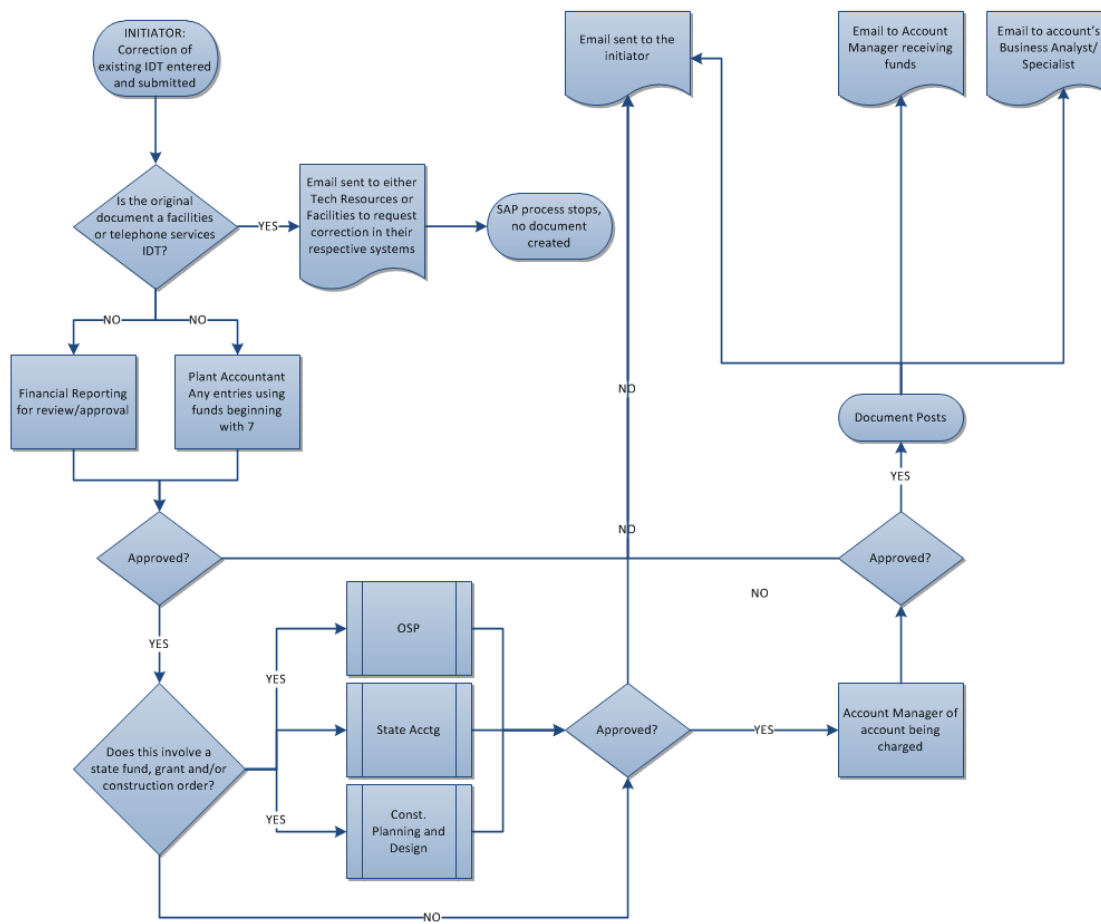 INITIATOR:
Correction of
existing IDT entered
and submitted
Email sent to the
initiator
Email to Account
Manager receiving
funds
Email to account's
Business Analyst/
Specialist
Is the original
document a facilities
or telephone services
IDT?
YES
Email sent to either
Tech Resources or
Facilities to request
correction in their
respective systems
SAP process stops,
no document
created
NO
NO
Financial Reporting
for review/approval
Plant Accountant
Any entries using
funds beginning
with 7
NO
Document Posts
YES
Approved?
NO
Approved?
NO
YES
OSP
YES
State Acctg
Does this involve a
state fund, grant and/or
construction order?
YES
Const.
Planning and
Design
Approved?
YES
Account Manager of
account being
charged
NO